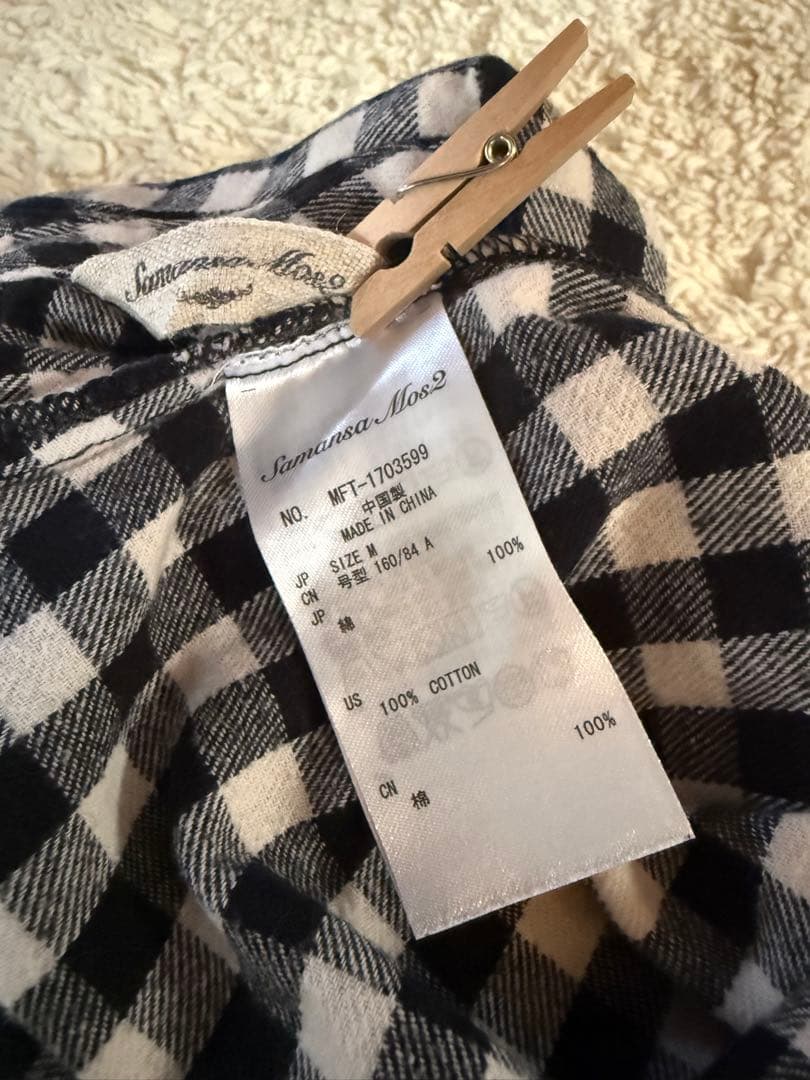 Samansa Mos2
Samansa Mos2
NO. MFT-1703599
中国製
MADE IN CHINA
JP SIZE M
CN 号型 160/84 A
JP 綿 100%
US 100% COTTON
CN 棉 100%